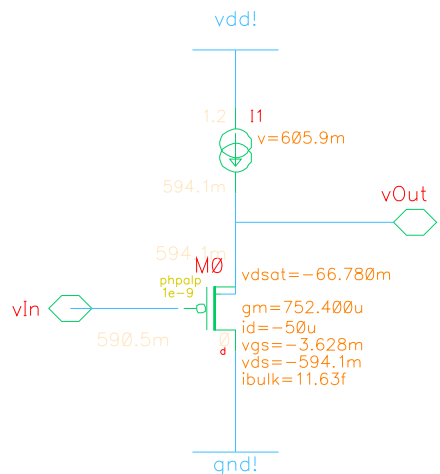 vdd!
1.2
I1
v=605.9m
594.1m
vOut
594.1m
M0
vdsat=-66.780m
phpalp
1e-9
vIn
gm=752.400u
id=-50u
590.5m
0
vgs=-3.628m
d
vds=-594.1m
ibulk=11.63f
gnd!